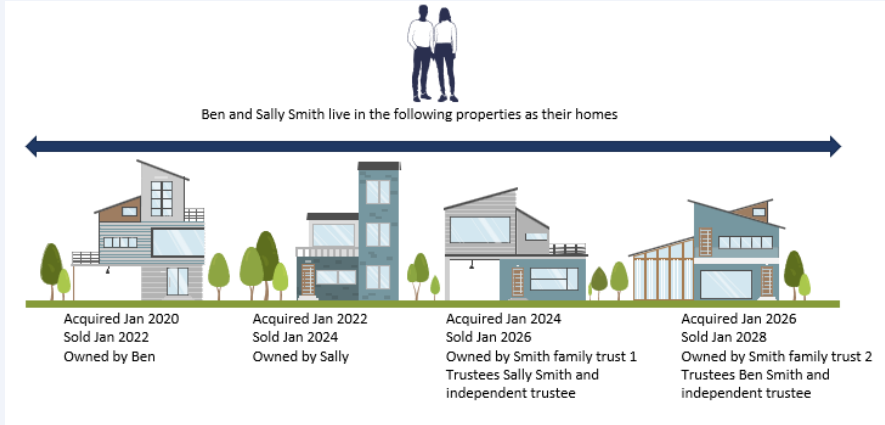 Ben and Sally Smith live in the following properties as their homes
Acquired Jan 2020
Sold Jan 2022
Owned by Ben
Acquired Jan 2022
Sold Jan 2024
Owned by Sally
Acquired Jan 2024
Sold Jan 2026
Owned by Smith family trust 1
Trustees Sally Smith and
independent trustee
Acquired Jan 2026
Sold Jan 2028
Owned by Smith family trust 2
Trustees Ben Smith and
independent trustee